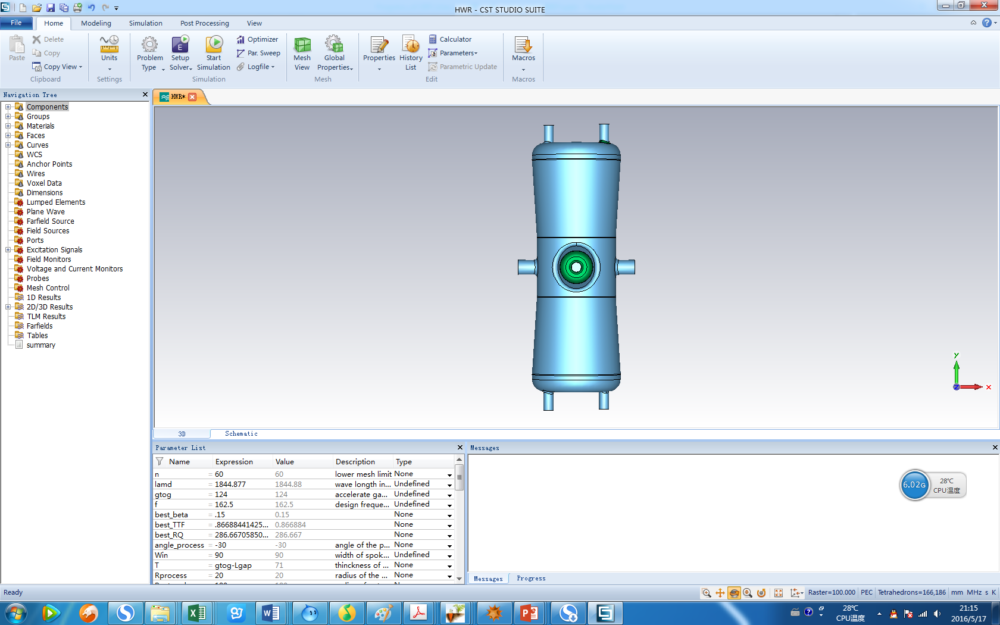 HWR - CST STUDIO SUITE
File Home Modeling Simulation Post Processing View
Paste
Delete
Copy
Copy View
Clipboard
Units
Settings
Problem Type
Setup Solver
Start Simulation
Optimizer
Par. Sweep
Logfile
Simulation
Mesh View
Global Properties
Mesh
Properties
History List
Calculator
Parameters
Parametric Update
Edit
Macros
Macros
Navigation Tree
Components
Groups
Materials
Faces
Curves
WCS
Anchor Points
Wires
Voxel Data
Dimensions
Lumped Elements
Plane Wave
Farfield Source
Field Sources
Ports
Excitation Signals
Field Monitors
Voltage and Current Monitors
Probes
Mesh Control
1D Results
2D/3D Results
TLM Results
Farfields
Tables
summary
HWR*
y
z x
3D Schematic
Parameter List
Name Expression Value Description Type
n = 60 60 lower mesh limit None
lamd = 1844.877 1844.88 wave length in... Undefined
gtog = 124 124 accelerate ga... Undefined
f = 162.5 162.5 design freque... Undefined
best_beta = .15 0.15 None
best_TTF = .86688441425... 0.866884 None
best_RQ = 286.66705850... 286.667 None
angle_process = -30 -30 angle of the p... None
Win = 90 90 width of spok... Undefined
T = gtog-Lgap 71 thinckness of ... None
Rprocess = 20 20 radius of the ... None
Messages
6.02G
28℃
CPU温度
Messages Progress
Ready
Raster=100.000 PEC Tetrahedrons=166,186 mm MHz s K
28℃
CPU温度
21:15
2016/5/17